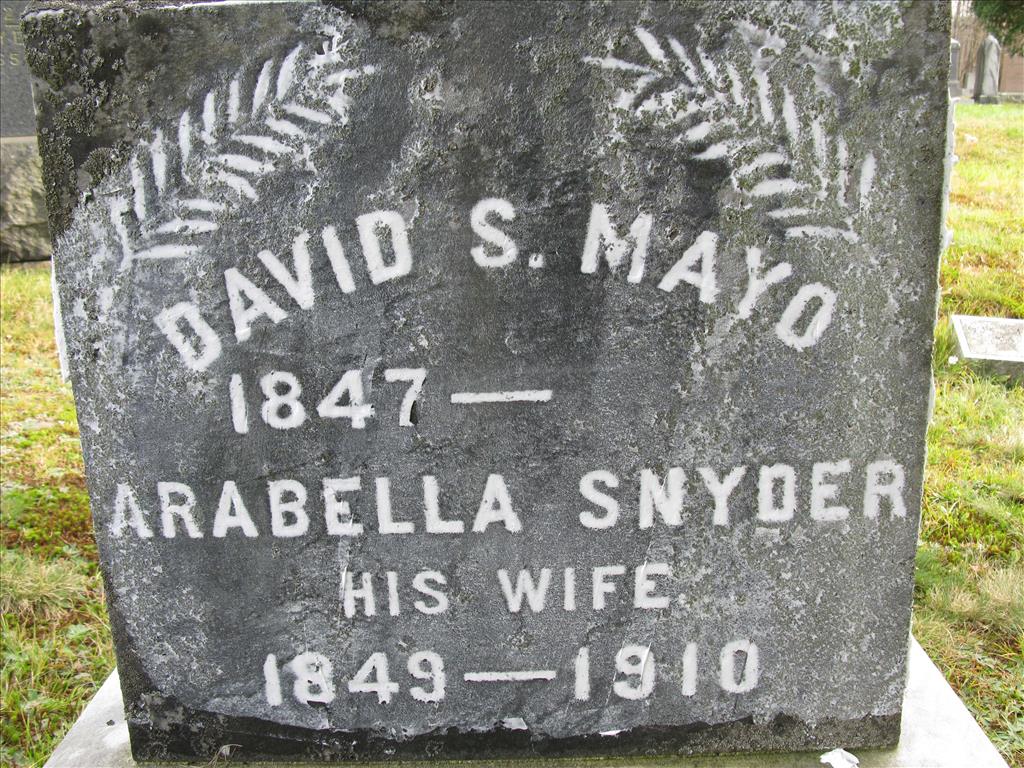 DAVID S. MAYO
1847—
ARABELLA SNYDER
HIS WIFE.
1849—1910